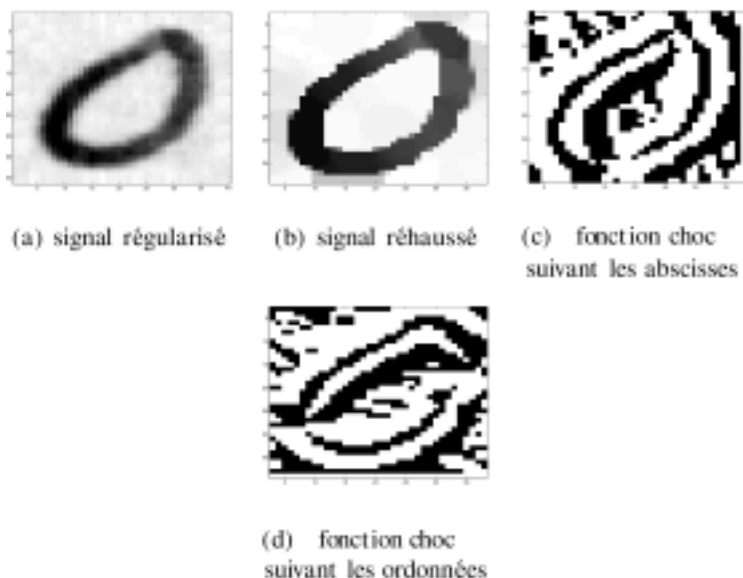 (a) signal régularisé
(b) signal réhaussé
(c) fonction choc
suivant les abscisses
(d) fonction choc
suivant les ordonnées